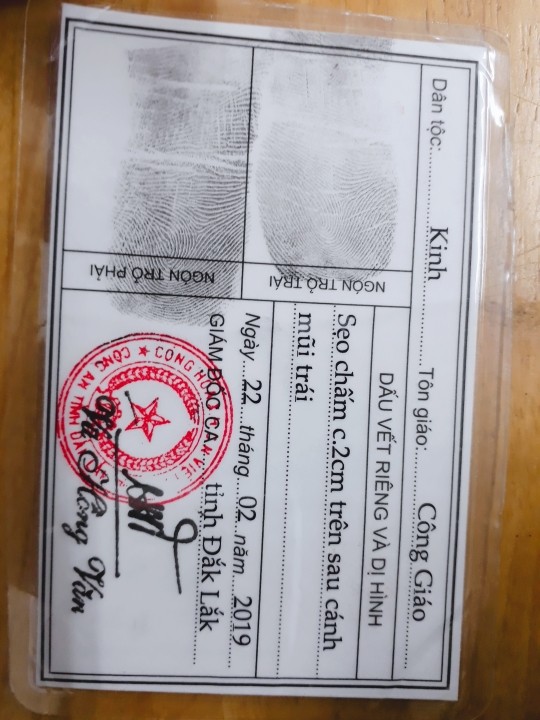 Dân tộc: Kinh Tôn giáo: Công Giáo
NGÓN TRỎ TRÁI
NGÓN TRỎ PHẢI
DẤU VẾT RIÊNG VÀ DỊ HÌNH
Sẹo chấm c.2cm trên sau cánh
mũi trái
Ngày 22 tháng 02 năm 2019
GIÁM ĐỐC CA tỉnh Đắk Lắk